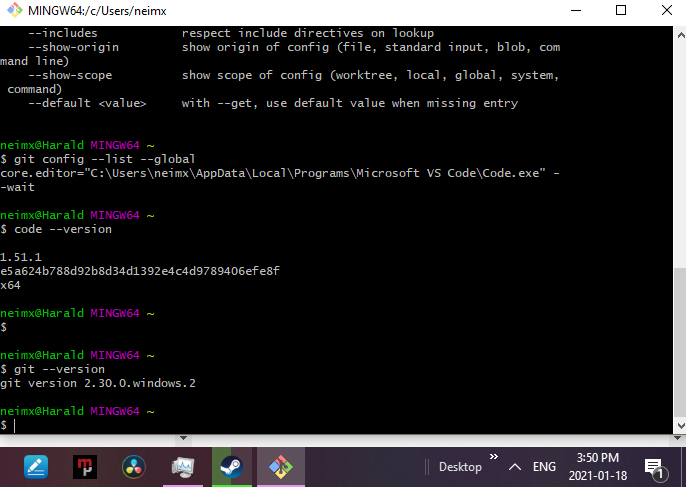 MINGW64:/c/Users/neimx
--includes respect include directives on lookup
--show-origin show origin of config (file, standard input, blob, com
mand line)
--show-scope show scope of config (worktree, local, global, system,
command)
--default <value> with --get, use default value when missing entry
neimx@Harald MINGW64 ~
$ git config --list --global
core.editor="C:\Users\neimx\AppData\Local\Programs\Microsoft VS Code\Code.exe" -
-wait
neimx@Harald MINGW64 ~
$ code --version
1.51.1
e5a624b788d92b8d34d1392e4c4d9789406efe8f
x64
neimx@Harald MINGW64 ~
$
neimx@Harald MINGW64 ~
$ git --version
git version 2.30.0.windows.2
neimx@Harald MINGW64 ~
$
Desktop » ENG 3:50 PM
2021-01-18
1